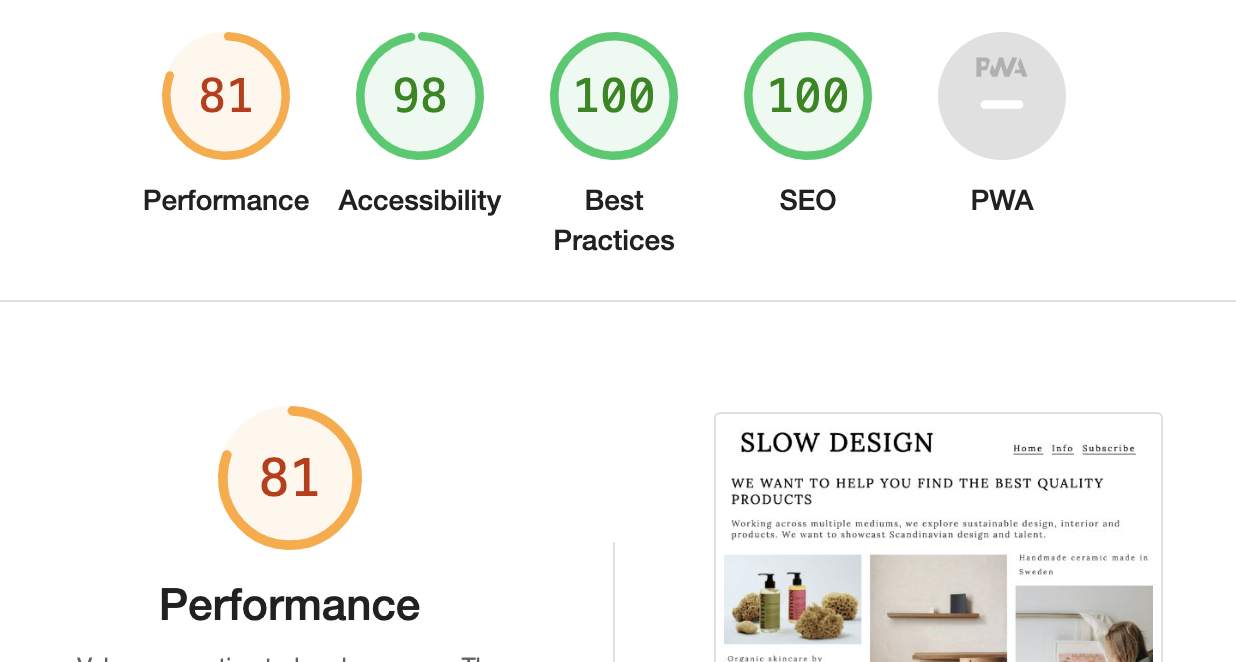 81
98
100
100
PWA
Performance
Accessibility
Best
Practices
SEO
PWA
81
Performance
SLOW DESIGN
Home Info Subscribe
WE WANT TO HELP YOU FIND THE BEST QUALITY
PRODUCTS
Working across multiple mediums, we explore sustainable design, interior and
products. We want to showcast Scandinavian design and talent.
Handmade ceramic made in
Sweden
Organic skincare by